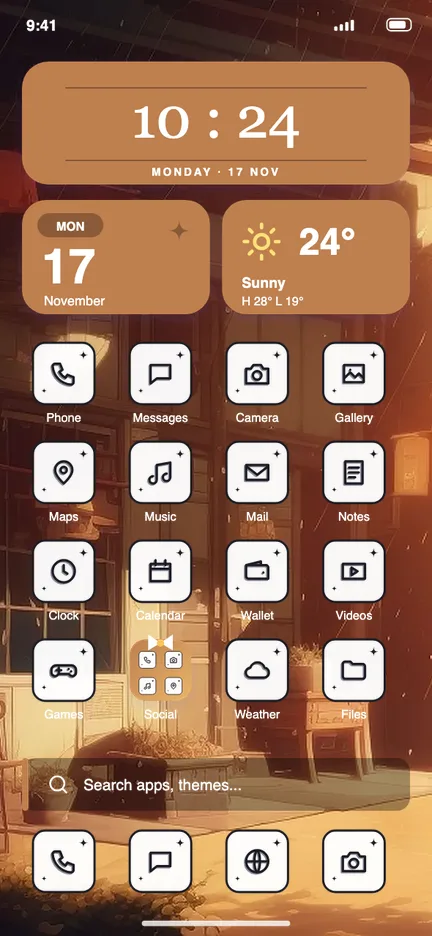 9:41
10 : 24
MONDAY · 17 NOV
MON
17
November
24°
Sunny
H 28° L 19°
Phone Messages Camera Gallery
Maps Music Mail Notes
Clock Calendar Wallet Videos
Games Social Weather Files
Search apps, themes...